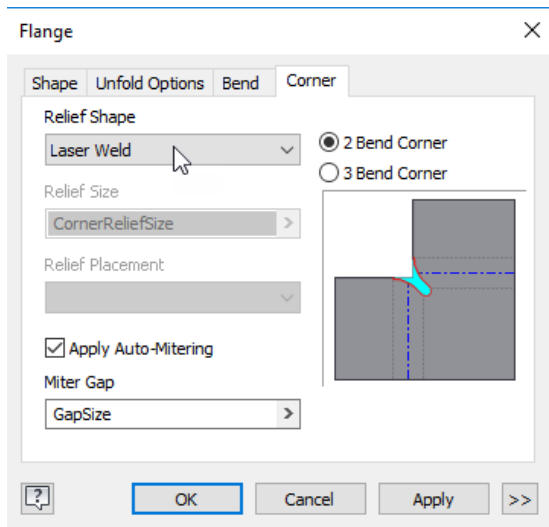 Flange
Shape Unfold Options Bend Corner
Relief Shape
Laser Weld
2 Bend Corner
3 Bend Corner
Relief Size
CornerReliefSize >
Relief Placement
Apply Auto-Mitering
Miter Gap
GapSize >
? OK Cancel Apply >>